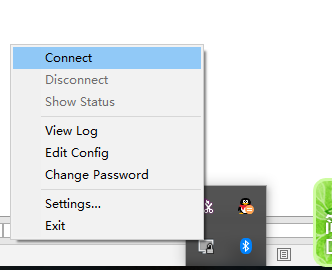 Connect
Disconnect
Show Status
View Log
Edit Config
Change Password
Settings...
Exit